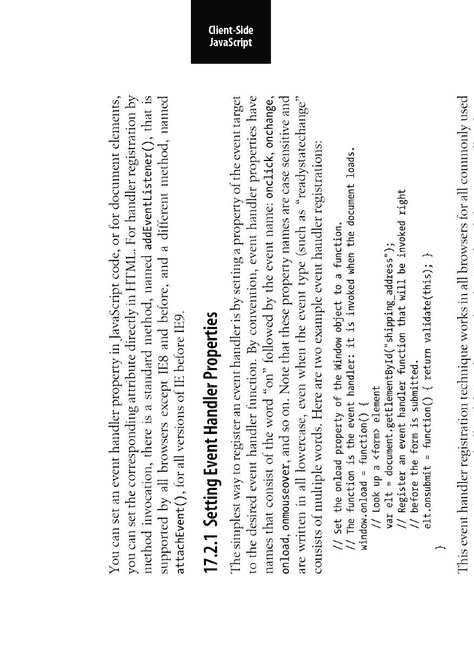 Client-Side
JavaScript
You can set an event handler property in JavaScript code, or for document elements,
you can set the corresponding attribute directly in HTML. For handler registration by
method invocation, there is a standard method, named addEventListener(), that is
supported by all browsers except IE8 and before, and a different method, named
attachEvent(), for all versions of IE before IE9.
17.2.1 Setting Event Handler Properties
The simplest way to register an event handler is by setting a property of the event target
to the desired event handler function. By convention, event handler properties have
names that consist of the word “on” followed by the event name: onclick, onchange,
onload, onmouseover, and so on. Note that these property names are case sensitive and
are written in all lowercase, even when the event type (such as “readystatechange”
consists of multiple words. Here are two example event handler registrations:
// Set the onload property of the Window object to a function.
// The function is the event handler: it is invoked when the document loads.
window.onload = function() {
// Look up a <form> element
var elt = document.getElementById("shipping_address");
// Register an event handler function that will be invoked right
// before the form is submitted.
elt.onsubmit = function() { return validate(this); }
}
This event handler registration technique works in all browsers for all commonly used